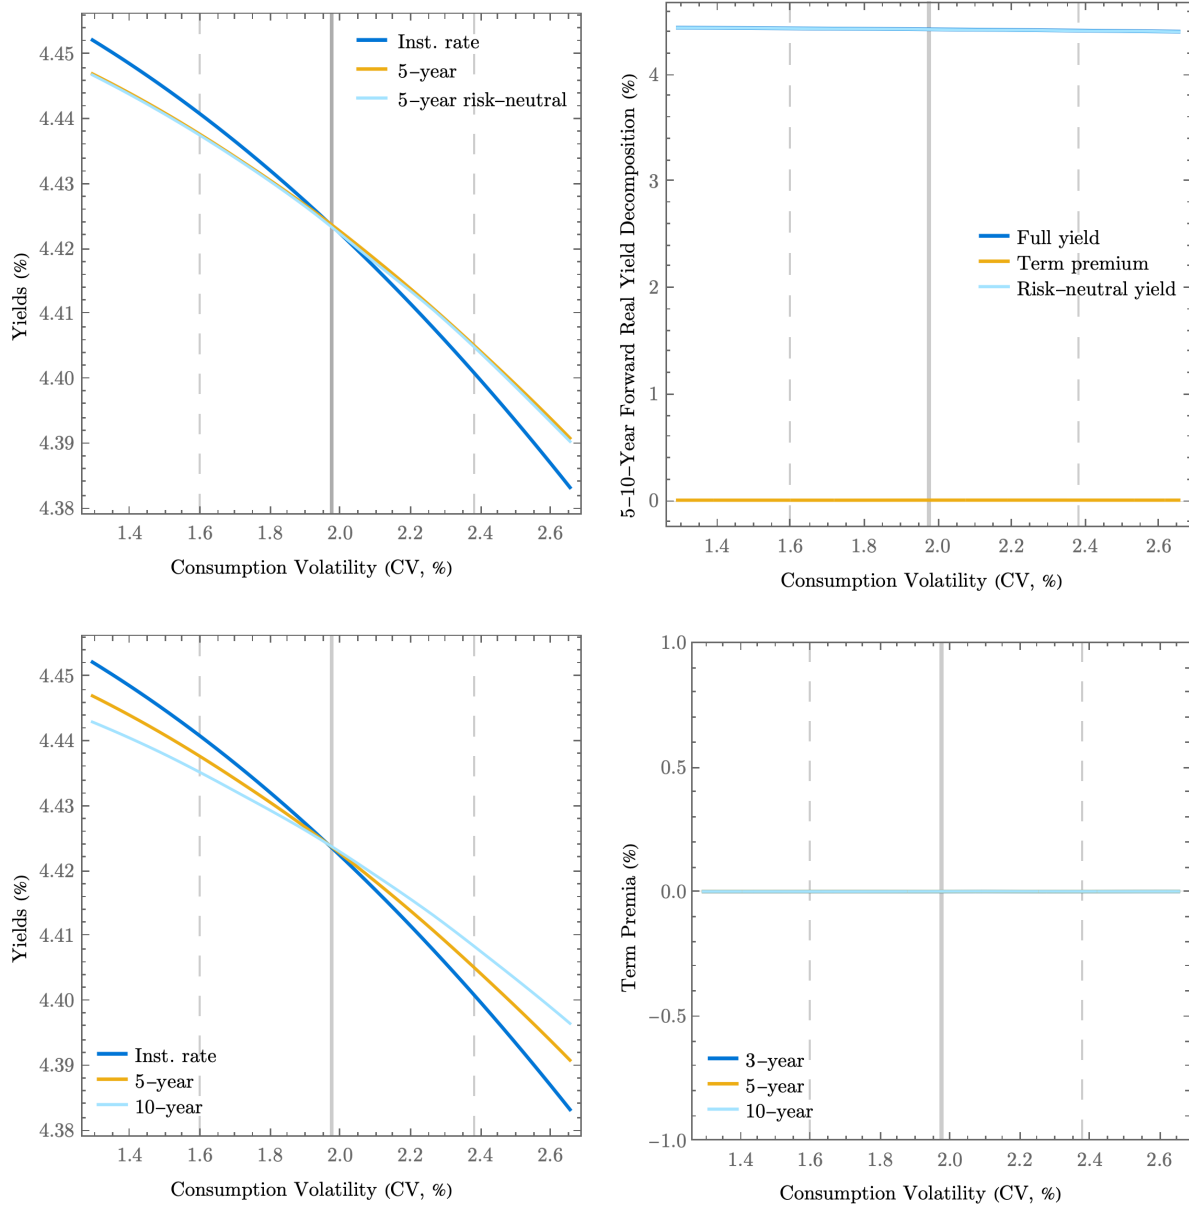 Inst. rate
5–year
5–year risk–neutral
4.45
4.44
4.43
4.42
4.41
4.40
4.39
4.38
Yields (%)
1.4 1.6 1.8 2.0 2.2 2.4 2.6
Consumption Volatility (CV, %)
5–10–Year Forward Real Yield Decomposition (%)
4
3
2
1
0
Full yield
Term premium
Risk–neutral yield
1.4 1.6 1.8 2.0 2.2 2.4 2.6
Consumption Volatility (CV, %)
4.45
4.44
4.43
4.42
4.41
4.40
4.39
4.38
Yields (%)
Inst. rate
5–year
10–year
1.4 1.6 1.8 2.0 2.2 2.4 2.6
Consumption Volatility (CV, %)
1.0
0.5
0.0
−0.5
−1.0
Term Premia (%)
3–year
5–year
10–year
1.4 1.6 1.8 2.0 2.2 2.4 2.6
Consumption Volatility (CV, %)